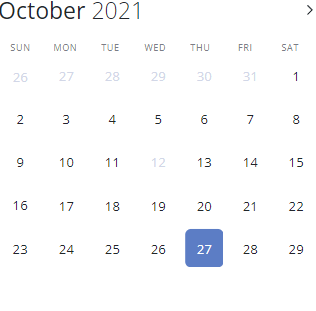 October 2021 >
SUN MON TUE WED THU FRI SAT
26 27 28 29 30 31 1
2 3 4 5 6 7 8
9 10 11 12 13 14 15
16 17 18 19 20 21 22
23 24 25 26 27 28 29